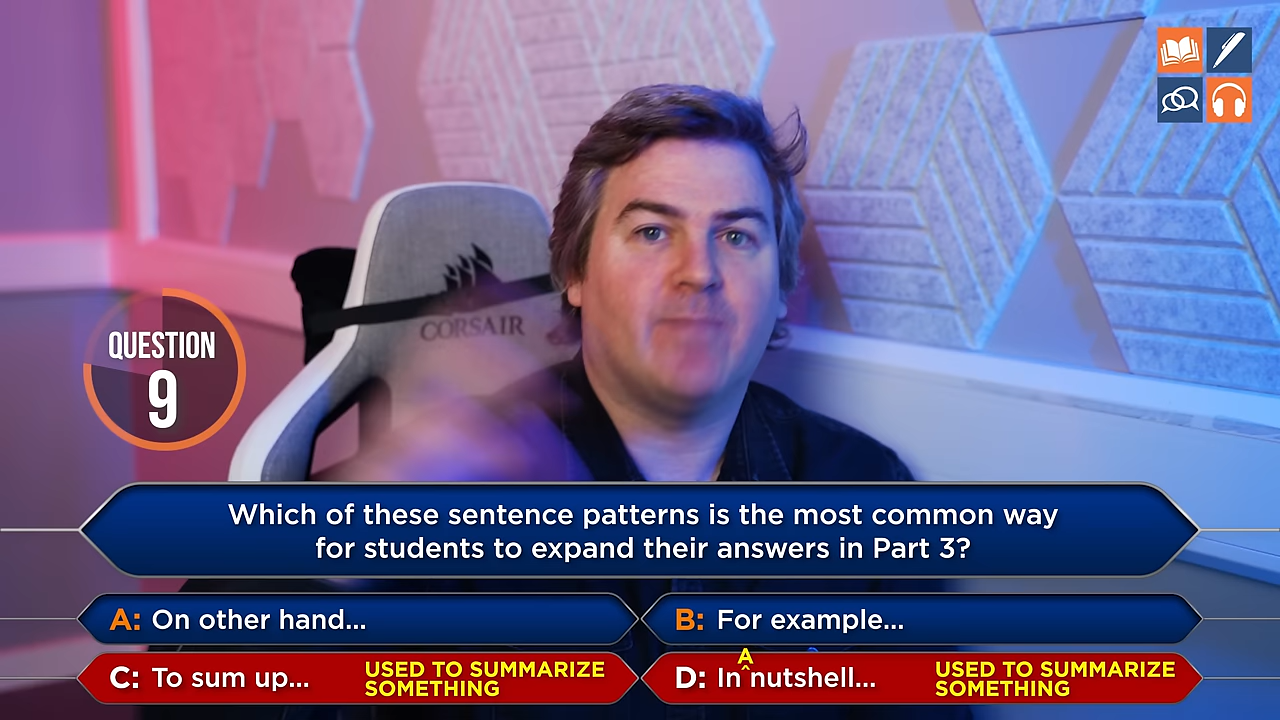 CORSAIR
QUESTION
9
Which of these sentence patterns is the most common way
for students to expand their answers in Part 3?
A: On other hand...
B: For example...
C: To sum up...
USED TO SUMMARIZE
SOMETHING
A
D: In ^ nutshell...
USED TO SUMMARIZE
SOMETHING